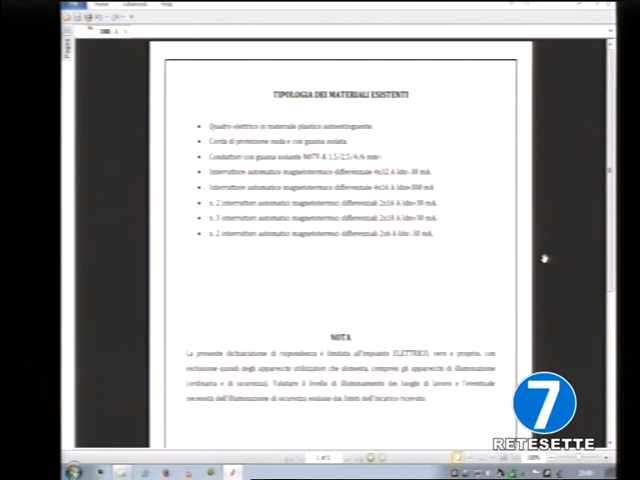 TIPOLOGIA DEI MATERIALI ESISTENTI
Quadro elettrico in materiale plastico autoestinguente.
Corda di protezione nuda e con guaina isolata.
Conduttori con guaina isolante N07V-K 1,5/2,5/4/6 mm²
Interruttore automatico magnetotermico differenziale 4x32 A Idn= 30 mA.
Interruttore automatico magnetotermico differenziale 4x16 A Idn=300 mA
n. 2 interruttori automatici magnetotermici differenziali 2x16 A Idn=30 mA.
n. 3 interruttori automatici magnetotermici differenziali 2x10 A Idn=30 mA.
n. 2 interruttori automatici magnetotermici differenziali 2x6 A Idn= 30 mA.
NOTA
La presente dichiarazione di rispondenza è limitata all'impianto ELETTRICO, vero e proprio, con
esclusione quindi degli apparecchi utilizzatori che alimenta, compresi gli apparecchi di illuminazione
(ordinaria e di sicurezza). Valutare il livello di illuminamento dei luoghi di lavoro e l'eventuale
necessità dell'illuminazione di sicurezza esulano dai limiti dell'incarico ricevuto.
7
RETESETTE